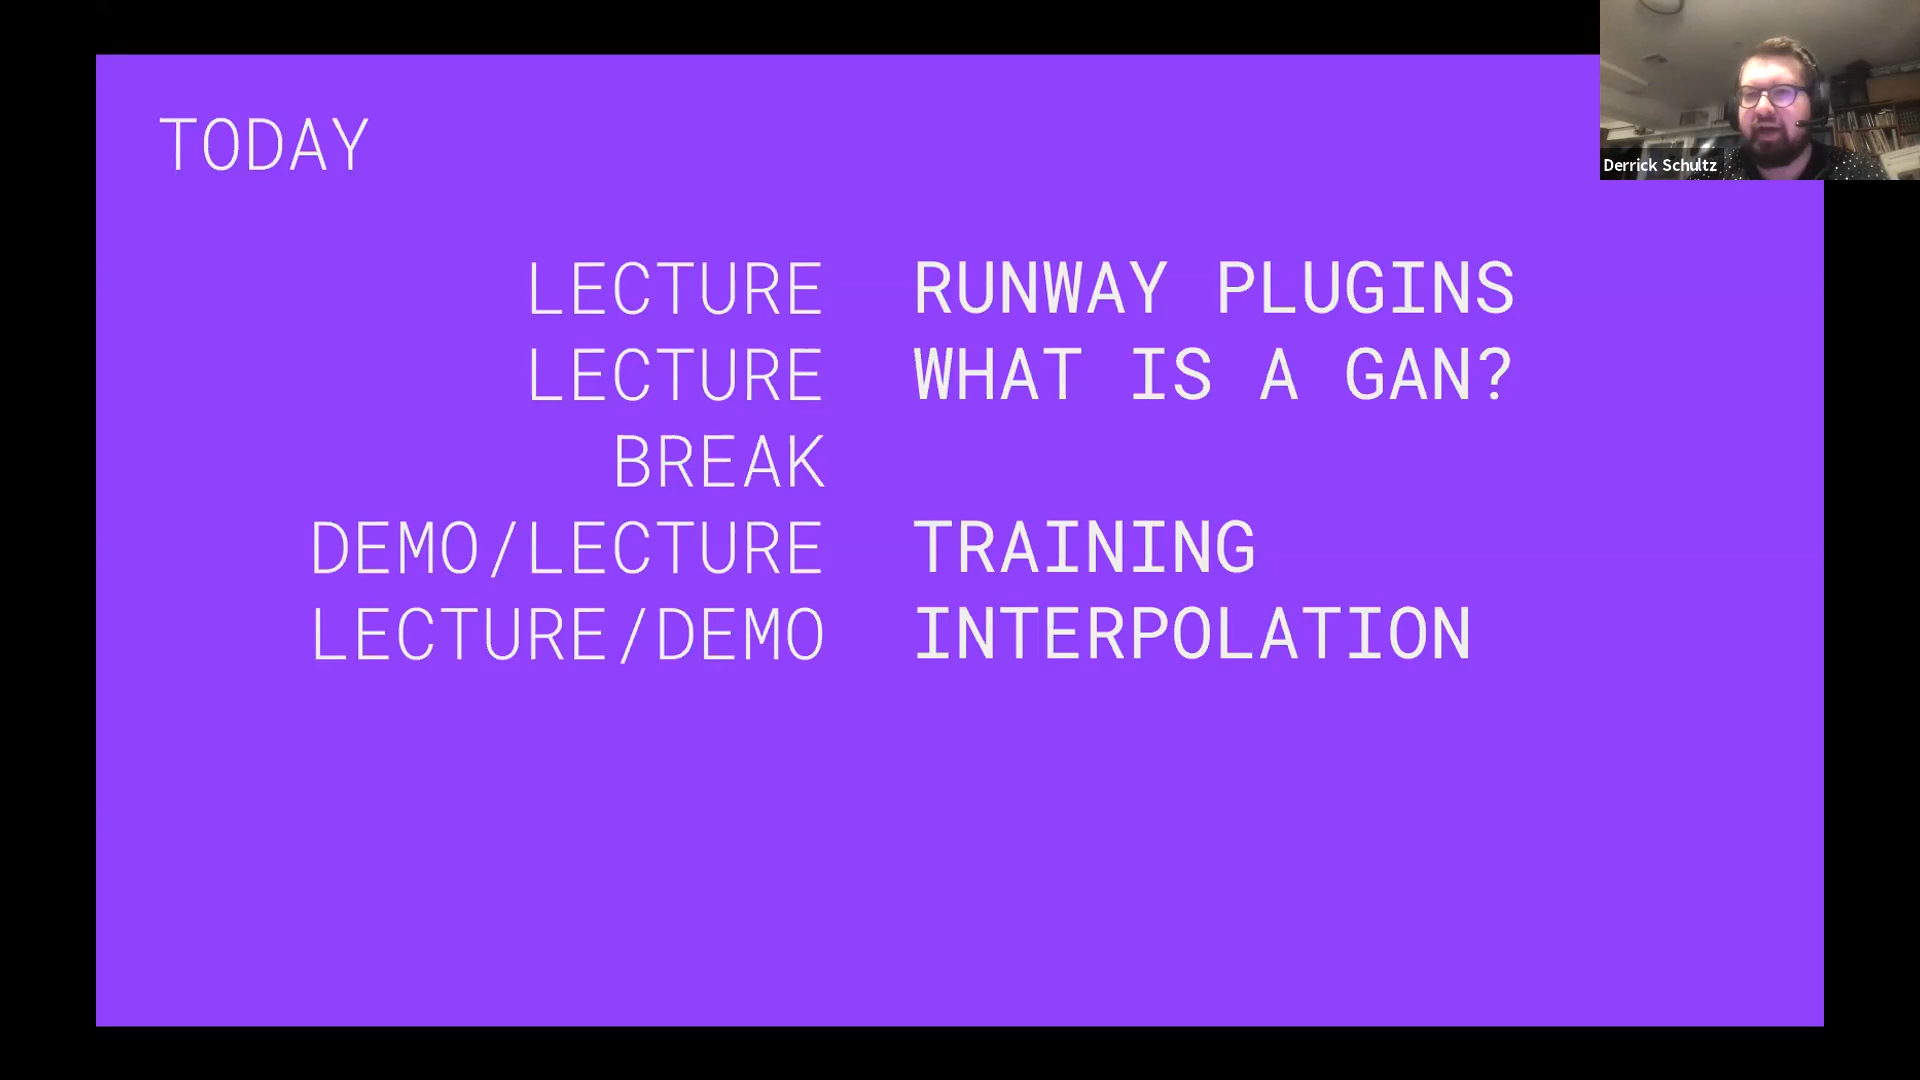 TODAY
LECTURE RUNWAY PLUGINS
LECTURE WHAT IS A GAN?
BREAK
DEMO/LECTURE TRAINING
LECTURE/DEMO INTERPOLATION
Derrick Schultz